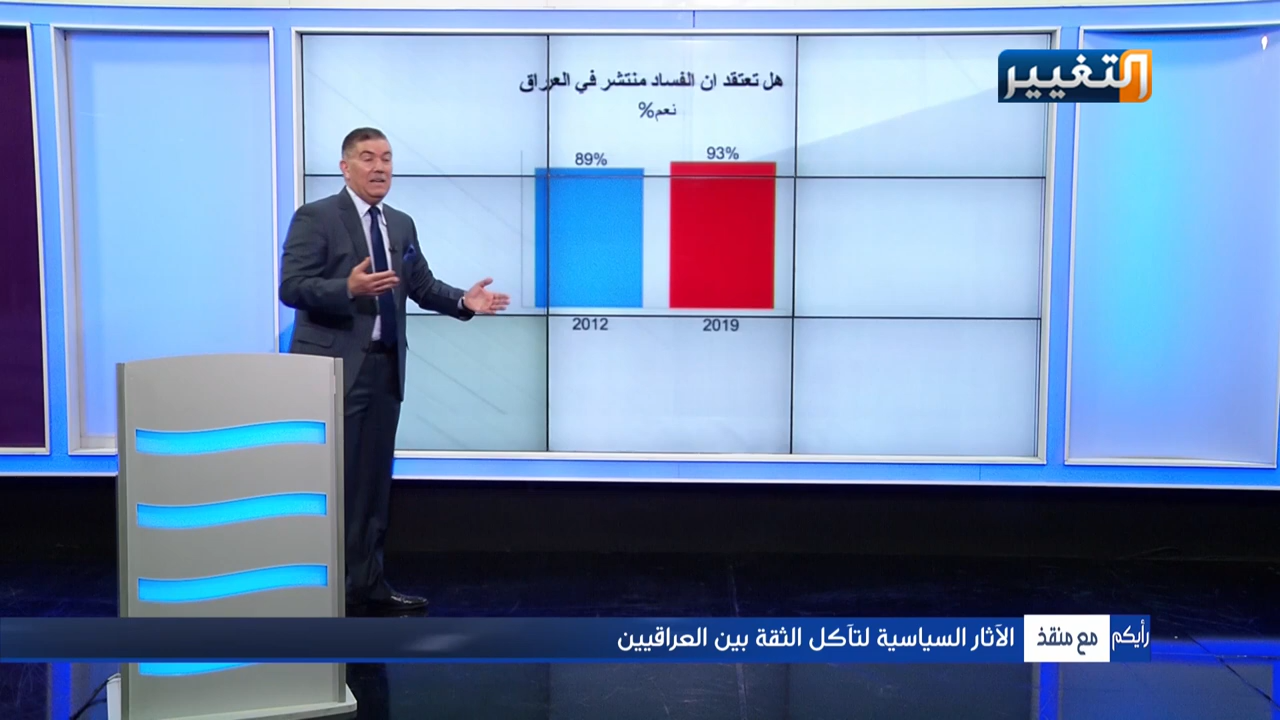 التغيير
هل تعتقد ان الفساد منتشر في العراق
نعم%
89%
93%
2012
2019
رأيكم مع منقذ
الآثار السياسية لتآكل الثقة بين العراقيين